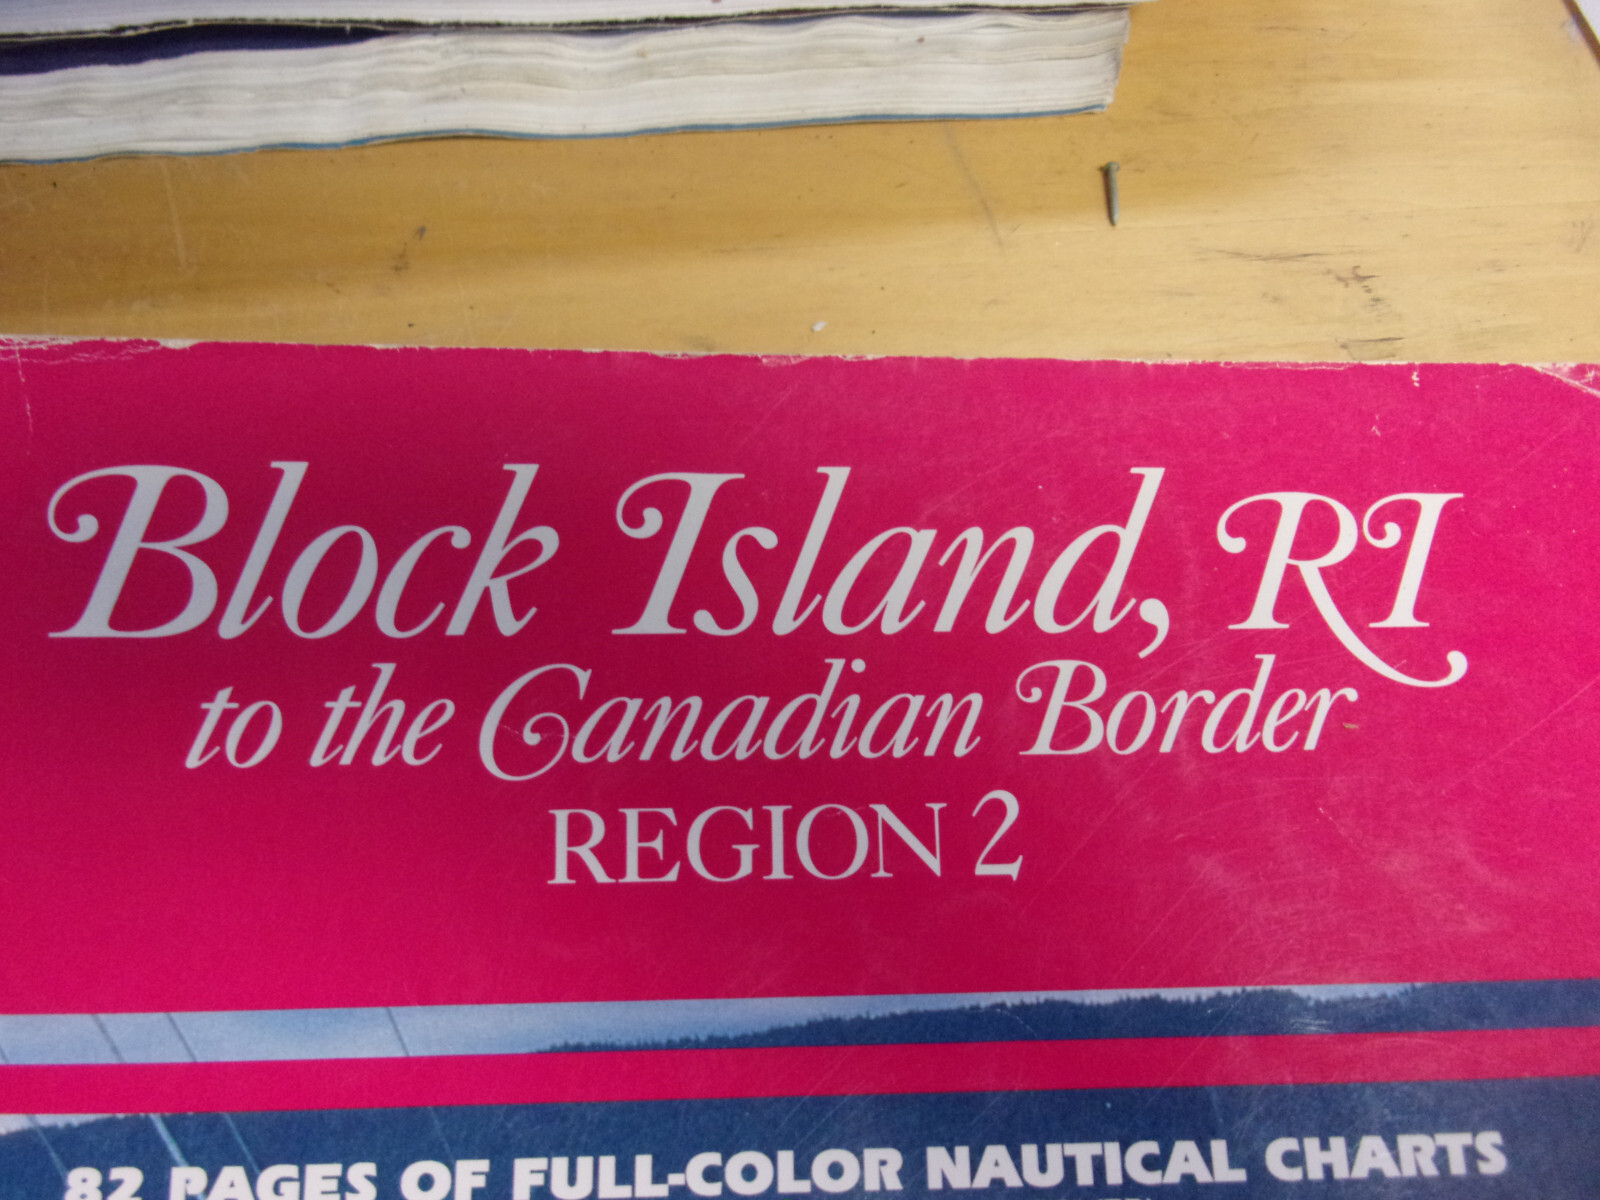 Block Island, RI
to the Canadian Border
REGION 2
82 PAGES OF FULL-COLOR NAUTICAL CHARTS